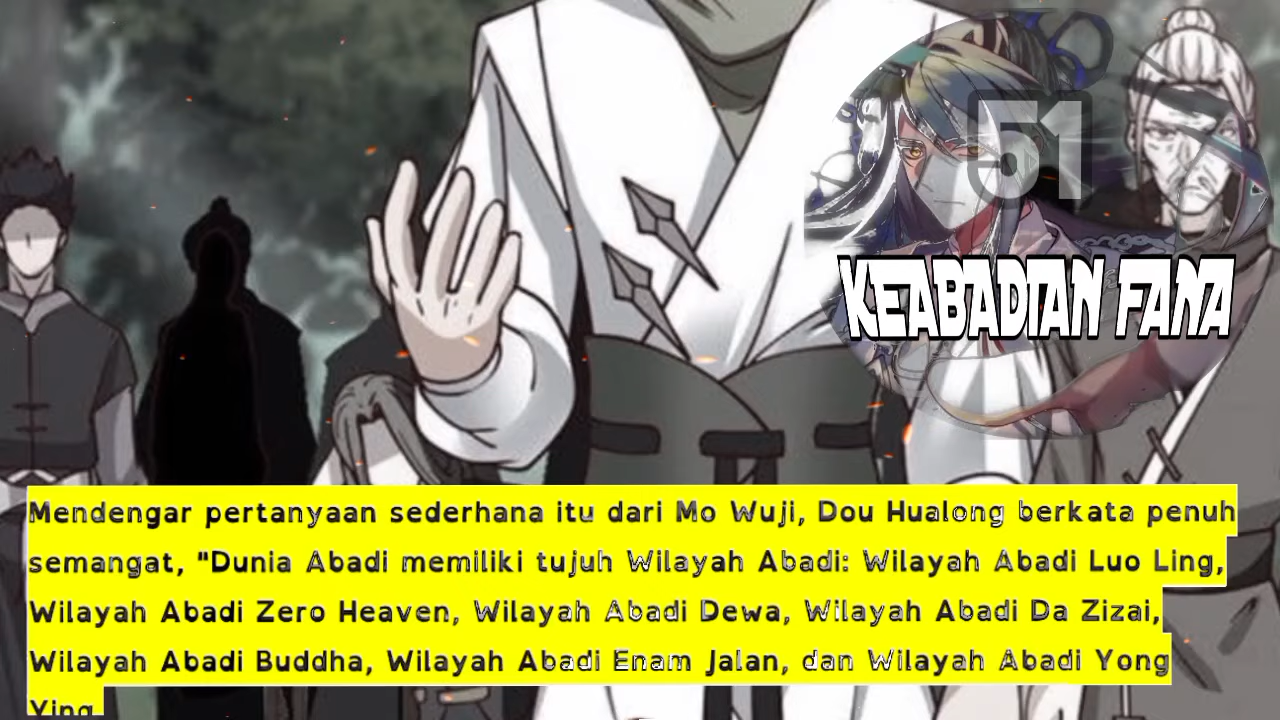 51
KEABADIAN FANA
Mendengar pertanyaan sederhana itu dari Mo Wuji, Dou Hualong berkata penuh
semangat, "Dunia Abadi memiliki tujuh Wilayah Abadi: Wilayah Abadi Luo Ling,
Wilayah Abadi Zero Heaven, Wilayah Abadi Dewa, Wilayah Abadi Da Zizai,
Wilayah Abadi Buddha, Wilayah Abadi Enam Jalan, dan Wilayah Abadi Yong
Ying